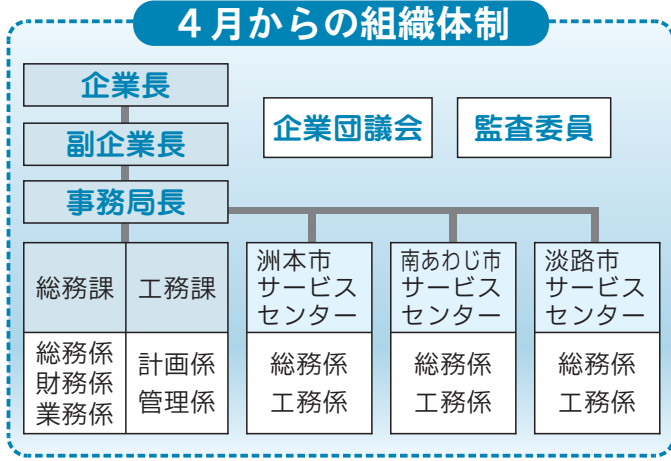 ４月からの組織体制
企業長
副企業長
事務局長
企業団議会
監査委員
総務課
総務係
財務係
業務係
工務課
計画係
管理係
洲本市
サービス
センター
総務係
工務係
南あわじ市
サービス
センター
総務係
工務係
淡路市
サービス
センター
総務係
工務係